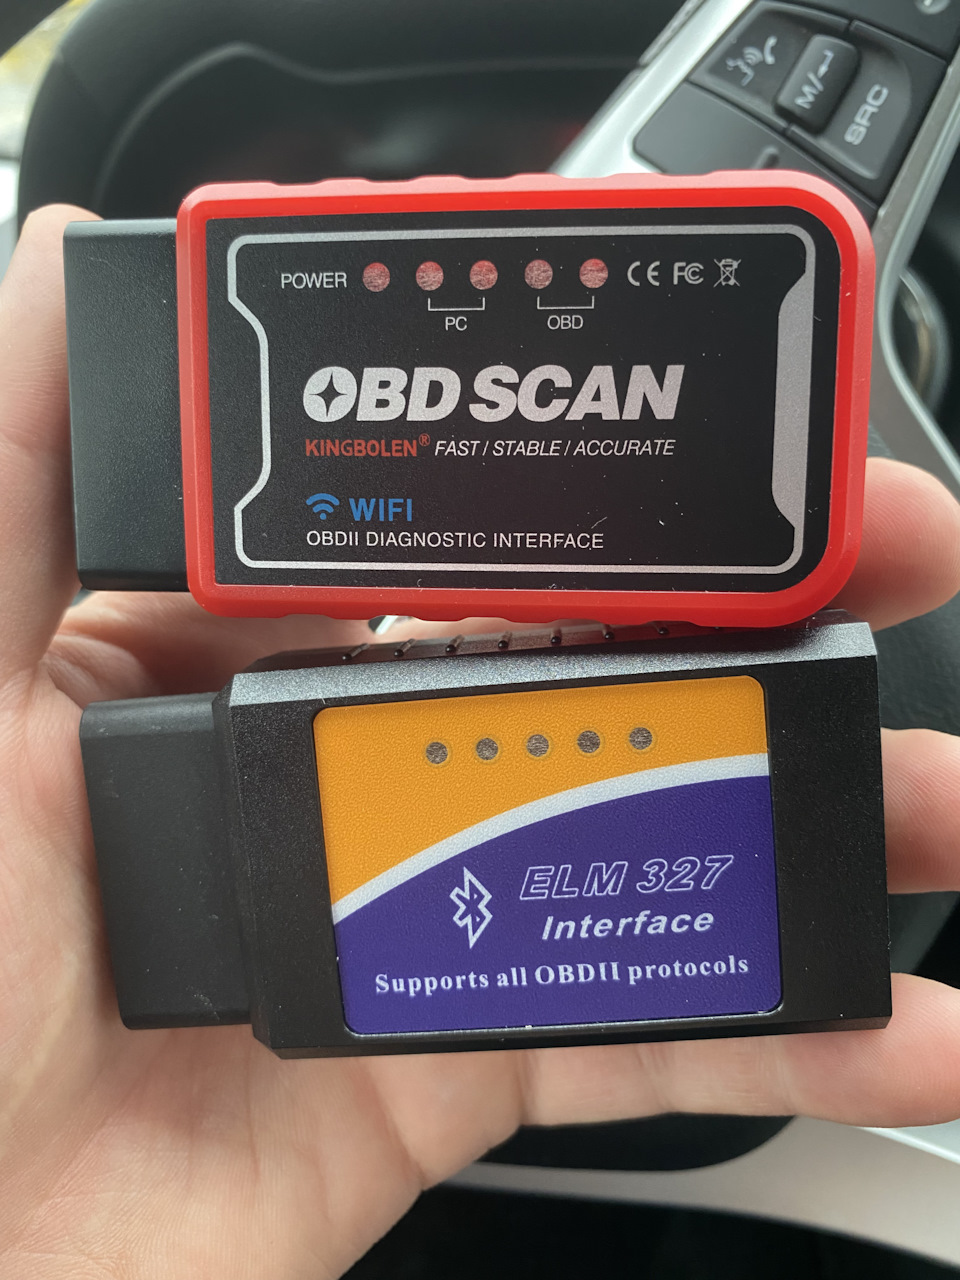 M/
SRC
POWER
CE FC
PC
OBD
OBD SCAN
KINGBOLEN® FAST / STABLE / ACCURATE
WIFI
OBDII DIAGNOSTIC INTERFACE
ELM 327
Interface
Supports all OBDII protocols